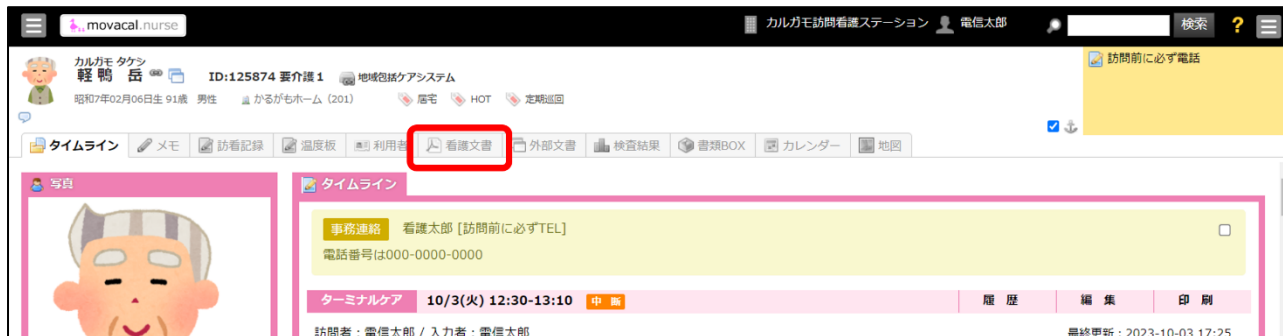 movacal.nurse
カルガモ訪問看護ステーション 電信太郎 検索 ?
カルガモ タケシ
軽鴨 岳 ID:125874 要介護1 地域包括ケアシステム
昭和7年02月06日生 91歳 男性 かるがもホーム (201) 居宅 HOT 定期巡回
訪問前に必ず電話
タイムライン メモ 訪看記録 温度板 利用者 看護文書 外部文書 検査結果 書類BOX カレンダー 地図
写真
タイムライン
事務連絡 看護太郎 [訪問前に必ずTEL]
電話番号は000-0000-0000
ターミナルケア 10/3(火) 12:30-13:10 中断 履歴 編集 印刷
訪問者:電信太郎 / 入力者:電信太郎 最終更新:2023-10-03 17:25